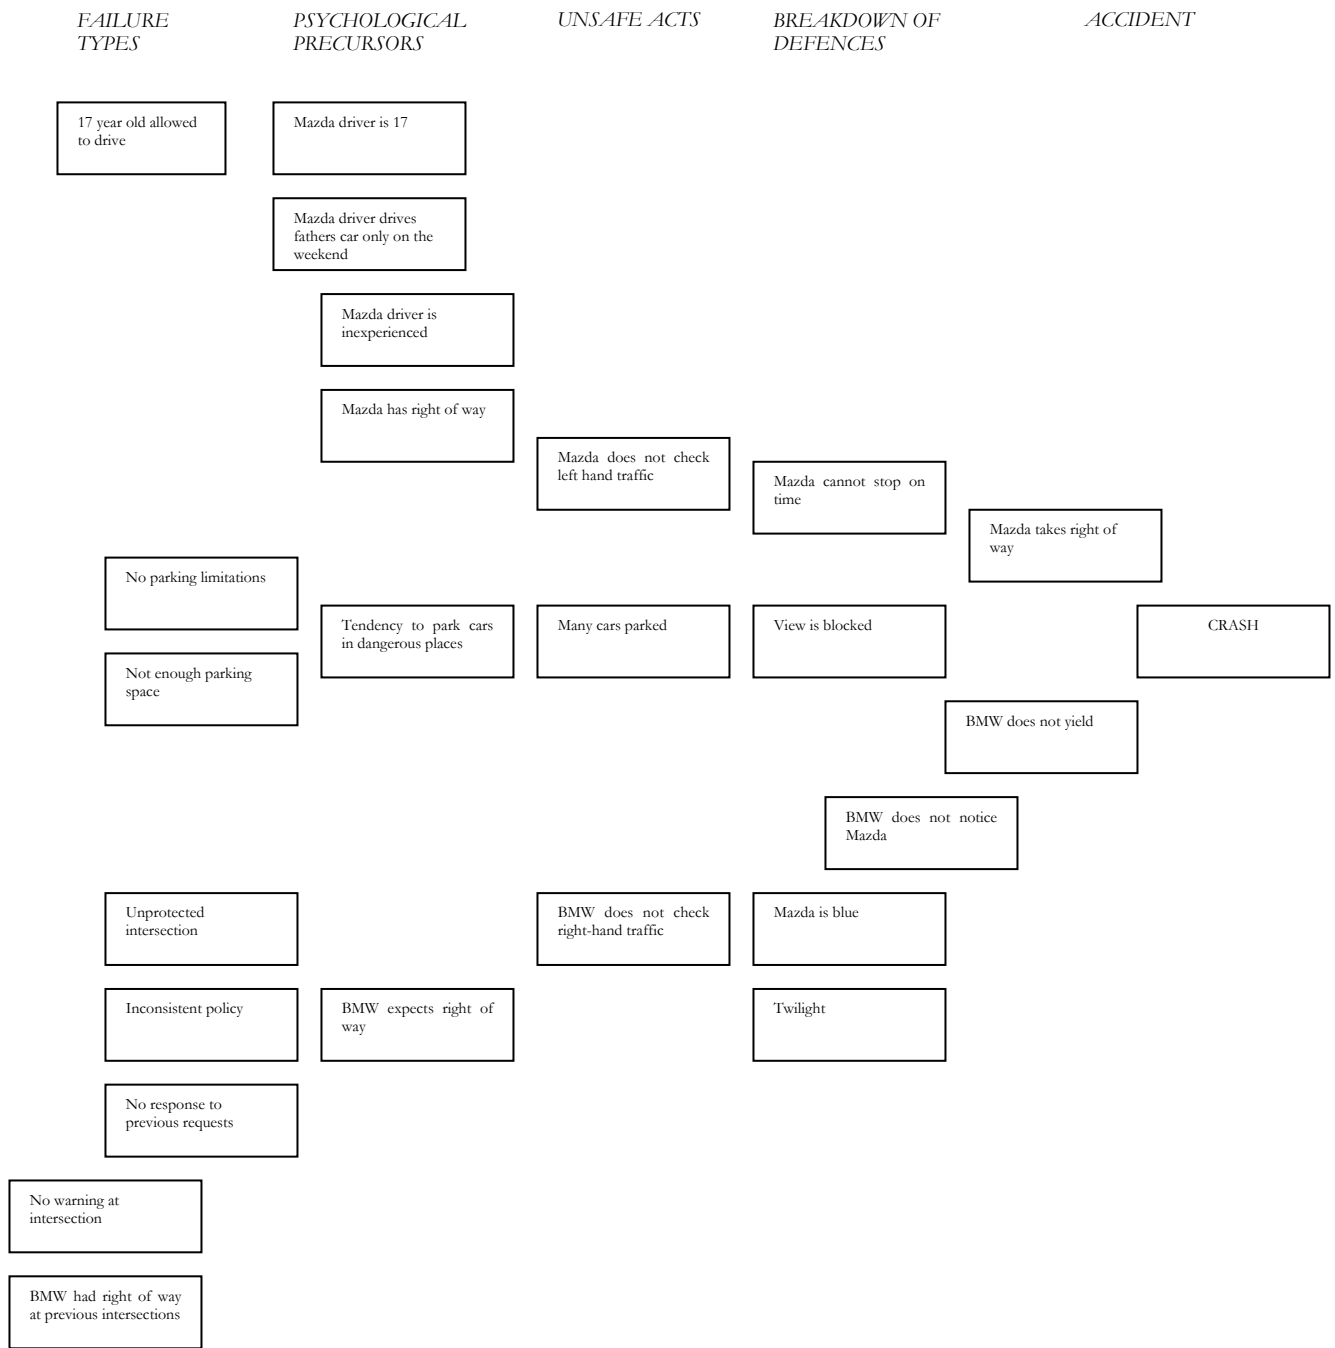 FAILURE
TYPES
PSYCHOLOGICAL
PRECURSORS
UNSAFE ACTS
BREAKDOWN OF
DEFENCES
ACCIDENT
17 year old allowed
to drive
Mazda driver is 17
Mazda driver drives
fathers car only on the
weekend
Mazda driver is
inexperienced
Mazda has right of way
Mazda does not check
left hand traffic
Mazda cannot stop on
time
Mazda takes right of
way
No parking limitations
Tendency to park cars
in dangerous places
Many cars parked
View is blocked
CRASH
Not enough parking
space
BMW does not yield
BMW does not notice
Mazda
Unprotected
intersection
BMW does not check
right-hand traffic
Mazda is blue
Inconsistent policy
BMW expects right of
way
Twilight
No response to
previous requests
No warning at
intersection
BMW had right of way
at previous intersections